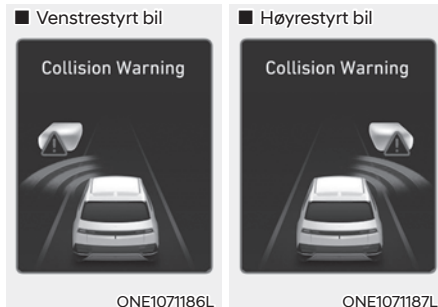 ■ Venstrestyrt bil
Collision Warning
ONE1071186L
■ Høyrestyrt bil
Collision Warning
ONE1071187L